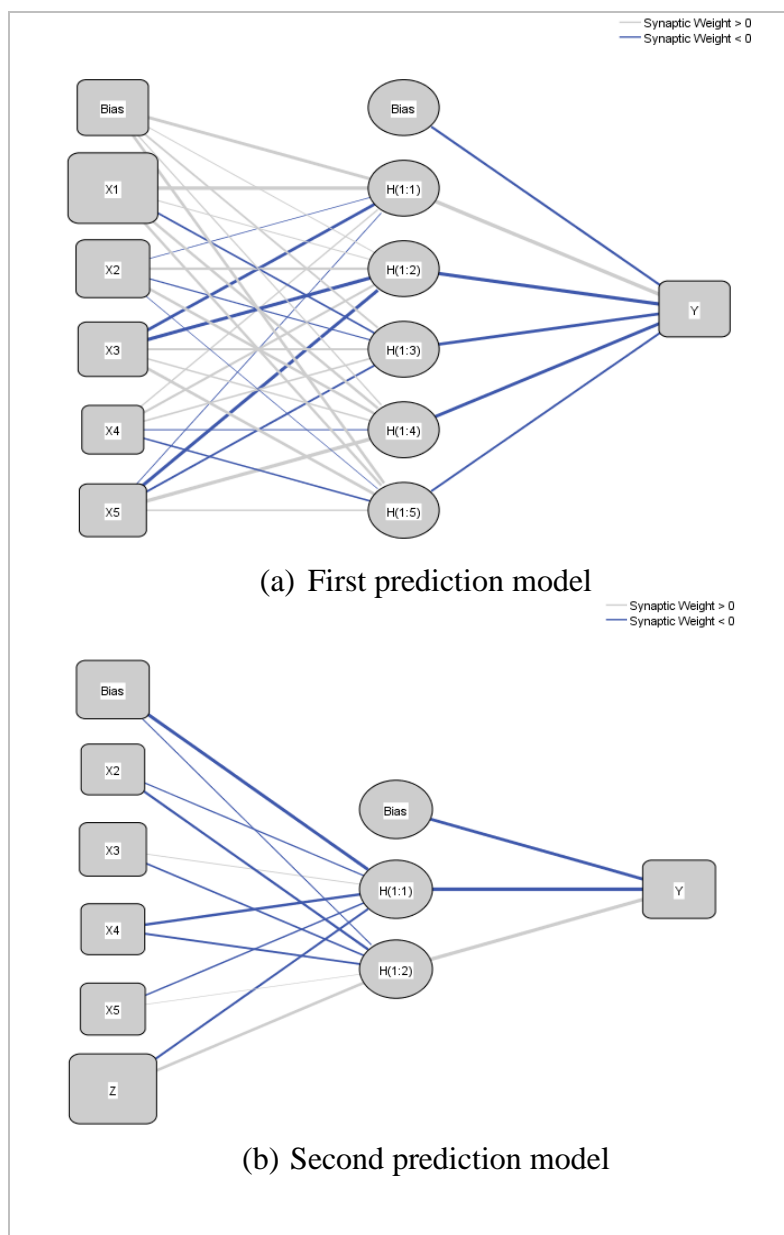 Synaptic Weight > 0
Synaptic Weight < 0
Bias
Bias
X1
H(1:1)
X2
H(1:2)
Y
X3
H(1:3)
X4
H(1:4)
X5
H(1:5)
(a) First prediction model
Synaptic Weight > 0
Synaptic Weight < 0
Bias
X2
Bias
X3
H(1:1)
Y
X4
H(1:2)
X5
Z
(b) Second prediction model